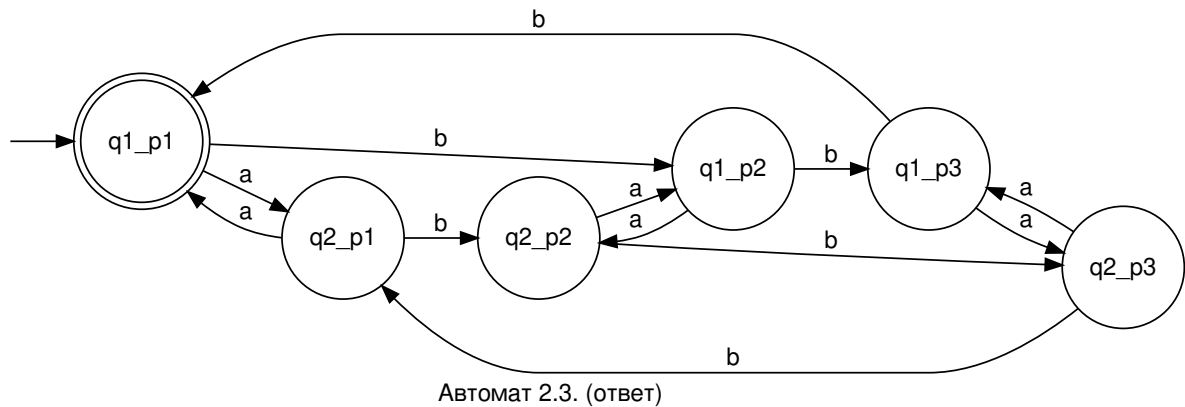 b
q1_p1
b
a
a
q2_p1
b
q2_p2
a
a
q1_p2
b
q1_p3
b
a
a
q2_p3
b
Автомат 2.3. (ответ)